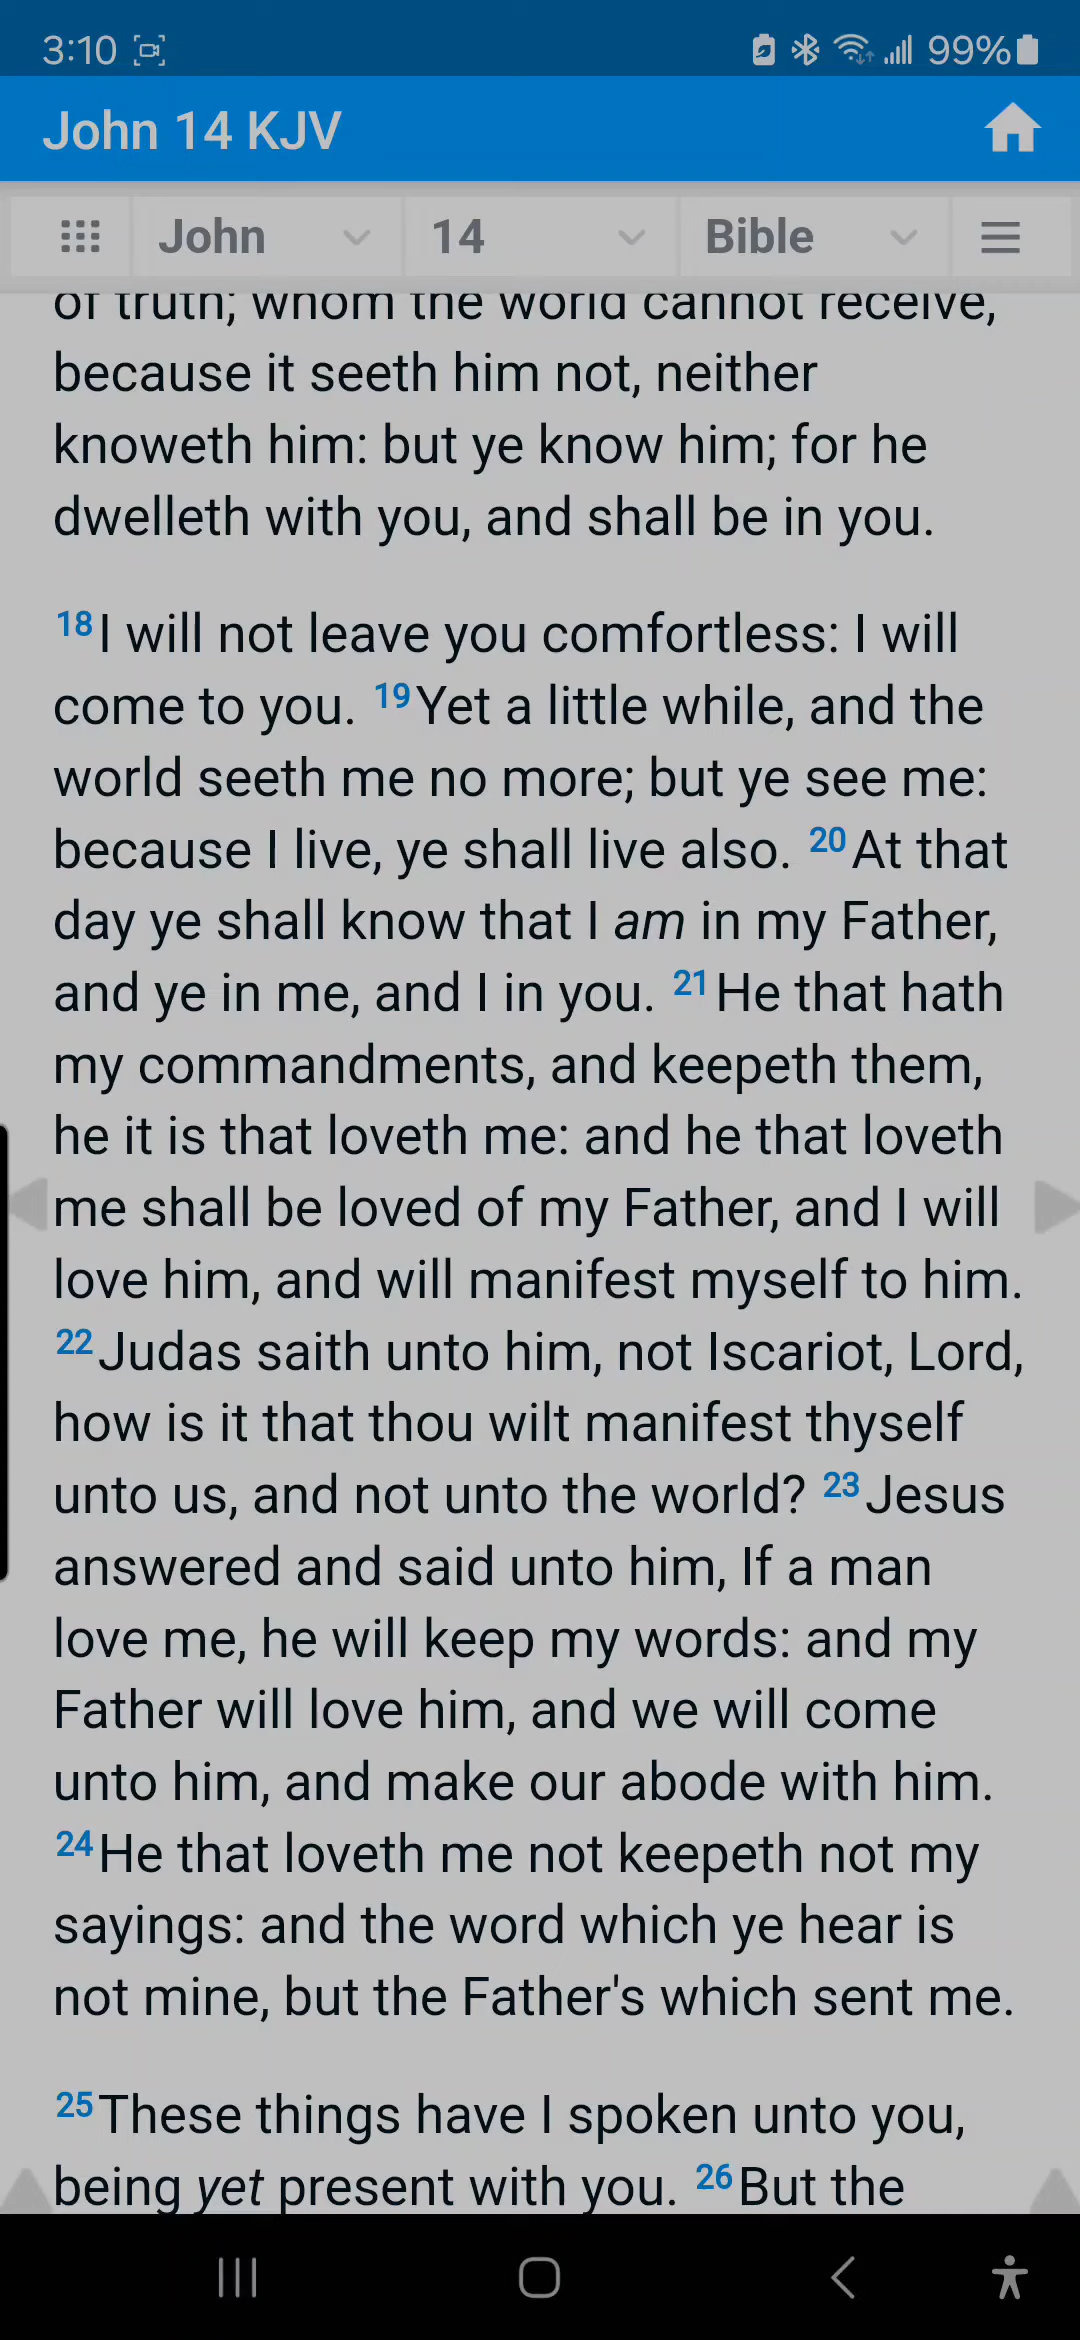 3:10 99%
John 14 KJV
John 14 Bible
of truth; whom the world cannot receive,
because it seeth him not, neither
knoweth him: but ye know him; for he
dwelleth with you, and shall be in you.
18 I will not leave you comfortless: I will
come to you. 19 Yet a little while, and the
world seeth me no more; but ye see me:
because I live, ye shall live also. 20 At that
day ye shall know that I am in my Father,
and ye in me, and I in you. 21 He that hath
my commandments, and keepeth them,
he it is that loveth me: and he that loveth
me shall be loved of my Father, and I will
love him, and will manifest myself to him.
22 Judas saith unto him, not Iscariot, Lord,
how is it that thou wilt manifest thyself
unto us, and not unto the world? 23 Jesus
answered and said unto him, If a man
love me, he will keep my words: and my
Father will love him, and we will come
unto him, and make our abode with him.
24 He that loveth me not keepeth not my
sayings: and the word which ye hear is
not mine, but the Father's which sent me.
25 These things have I spoken unto you,
being yet present with you. 26 But the